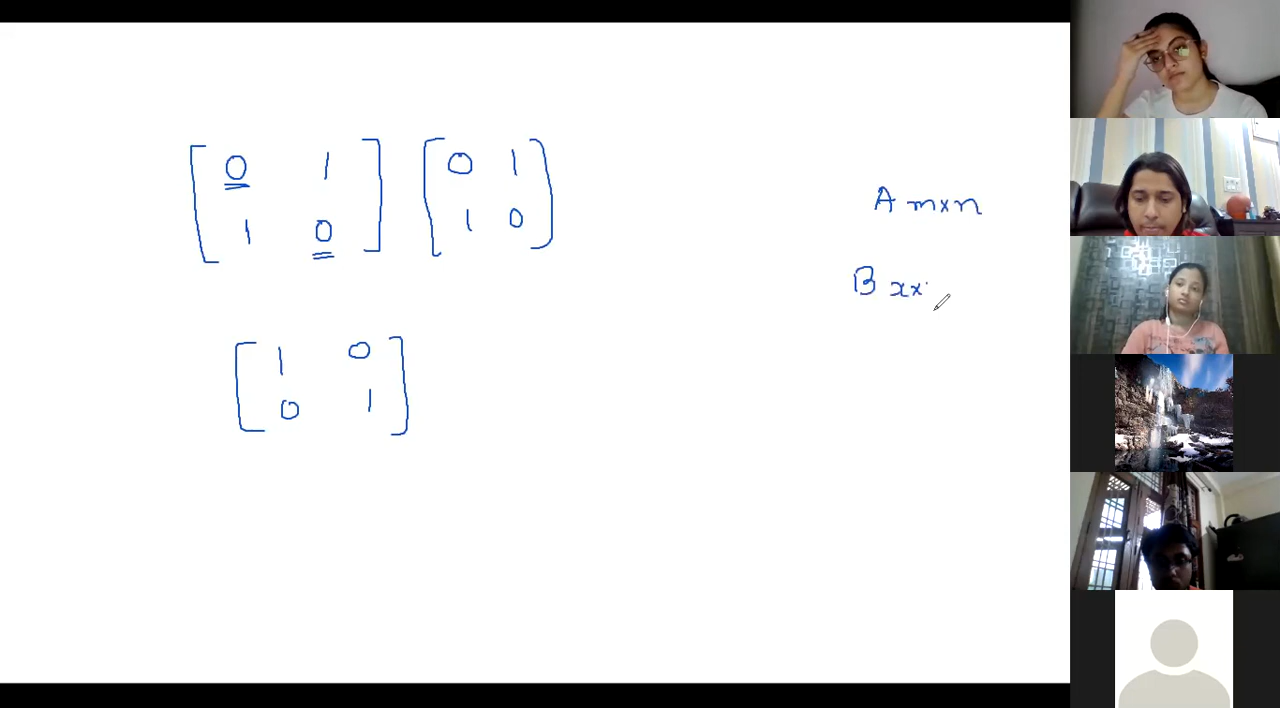 [ 0 1 ] [ 0 1 ]
[ 1 0 ] [ 1 0 ]
A m×n
B x×
[ 1 0 ]
[ 0 1 ]